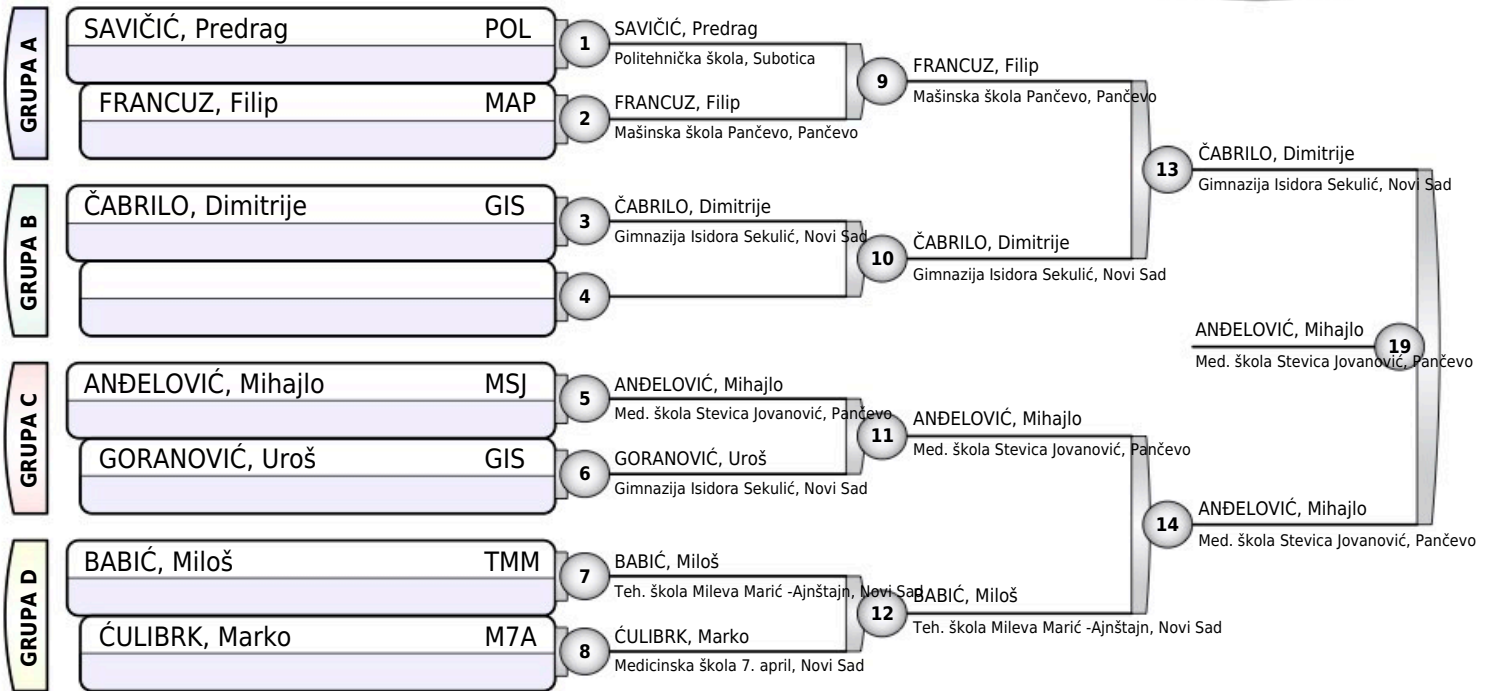 GRUPA A
SAVIČIĆ, Predrag POL
FRANCUZ, Filip MAP
GRUPA B
ČABRILO, Dimitrije GIS
GRUPA C
ANĐELOVIĆ, Mihajlo MSJ
GORANOVIĆ, Uroš GIS
GRUPA D
BABIĆ, Miloš TMM
ĆULIBRK, Marko M7A
1
SAVIČIĆ, Predrag
Politehnička škola, Subotica
2
FRANCUZ, Filip
Mašinska škola Pančevo, Pančevo
3
ČABRILO, Dimitrije
Gimnazija Isidora Sekulić, Novi Sad
4
5
ANĐELOVIĆ, Mihajlo
Med. škola Stevica Jovanović, Pančevo
6
GORANOVIĆ, Uroš
Gimnazija Isidora Sekulić, Novi Sad
7
BABIĆ, Miloš
Teh. škola Mileva Marić -Ajnštajn, Novi Sad
8
ĆULIBRK, Marko
Medicinska škola 7. april, Novi Sad
9
FRANCUZ, Filip
Mašinska škola Pančevo, Pančevo
10
ČABRILO, Dimitrije
Gimnazija Isidora Sekulić, Novi Sad
11
ANĐELOVIĆ, Mihajlo
Med. škola Stevica Jovanović, Pančevo
12
BABIĆ, Miloš
Teh. škola Mileva Marić -Ajnštajn, Novi Sad
13
ČABRILO, Dimitrije
Gimnazija Isidora Sekulić, Novi Sad
14
ANĐELOVIĆ, Mihajlo
Med. škola Stevica Jovanović, Pančevo
19
ANĐELOVIĆ, Mihajlo
Med. škola Stevica Jovanović, Pančevo